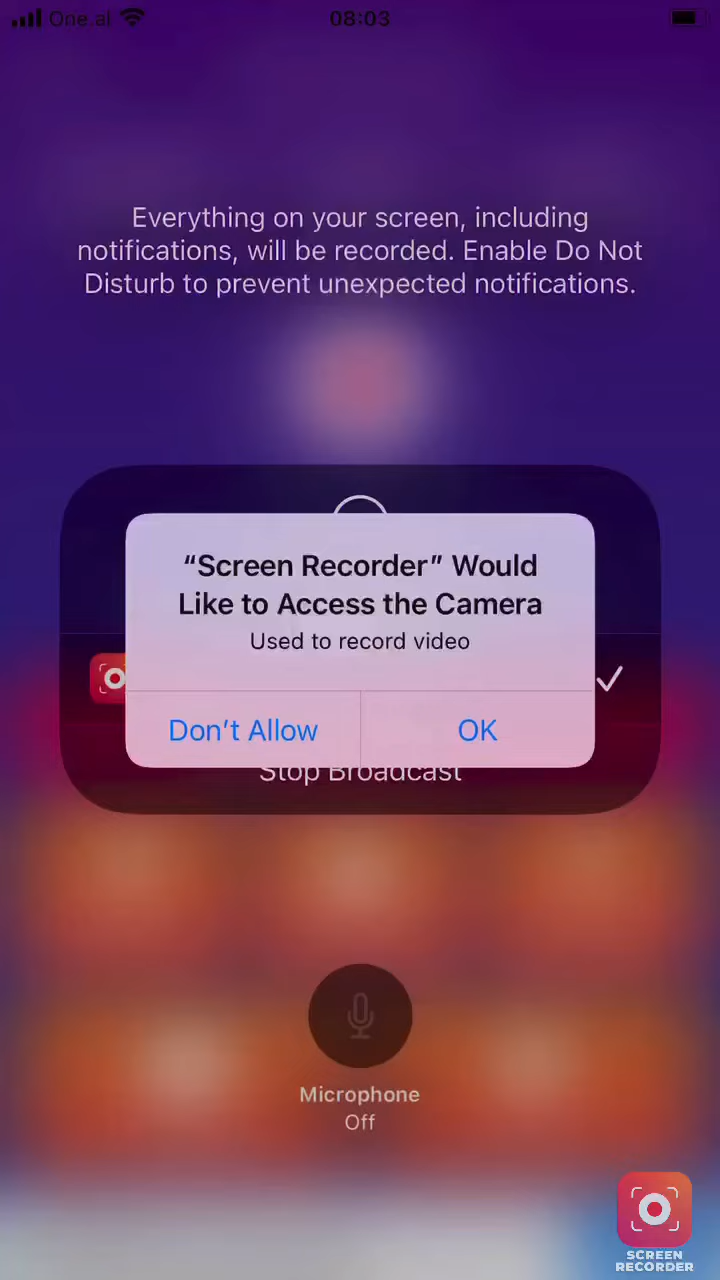 One.al
08:03
Everything on your screen, including
notifications, will be recorded. Enable Do Not
Disturb to prevent unexpected notifications.
“Screen Recorder” Would
Like to Access the Camera
Used to record video
Don’t Allow
OK
Stop Broadcast
Microphone
Off
SCREEN
RECORDER